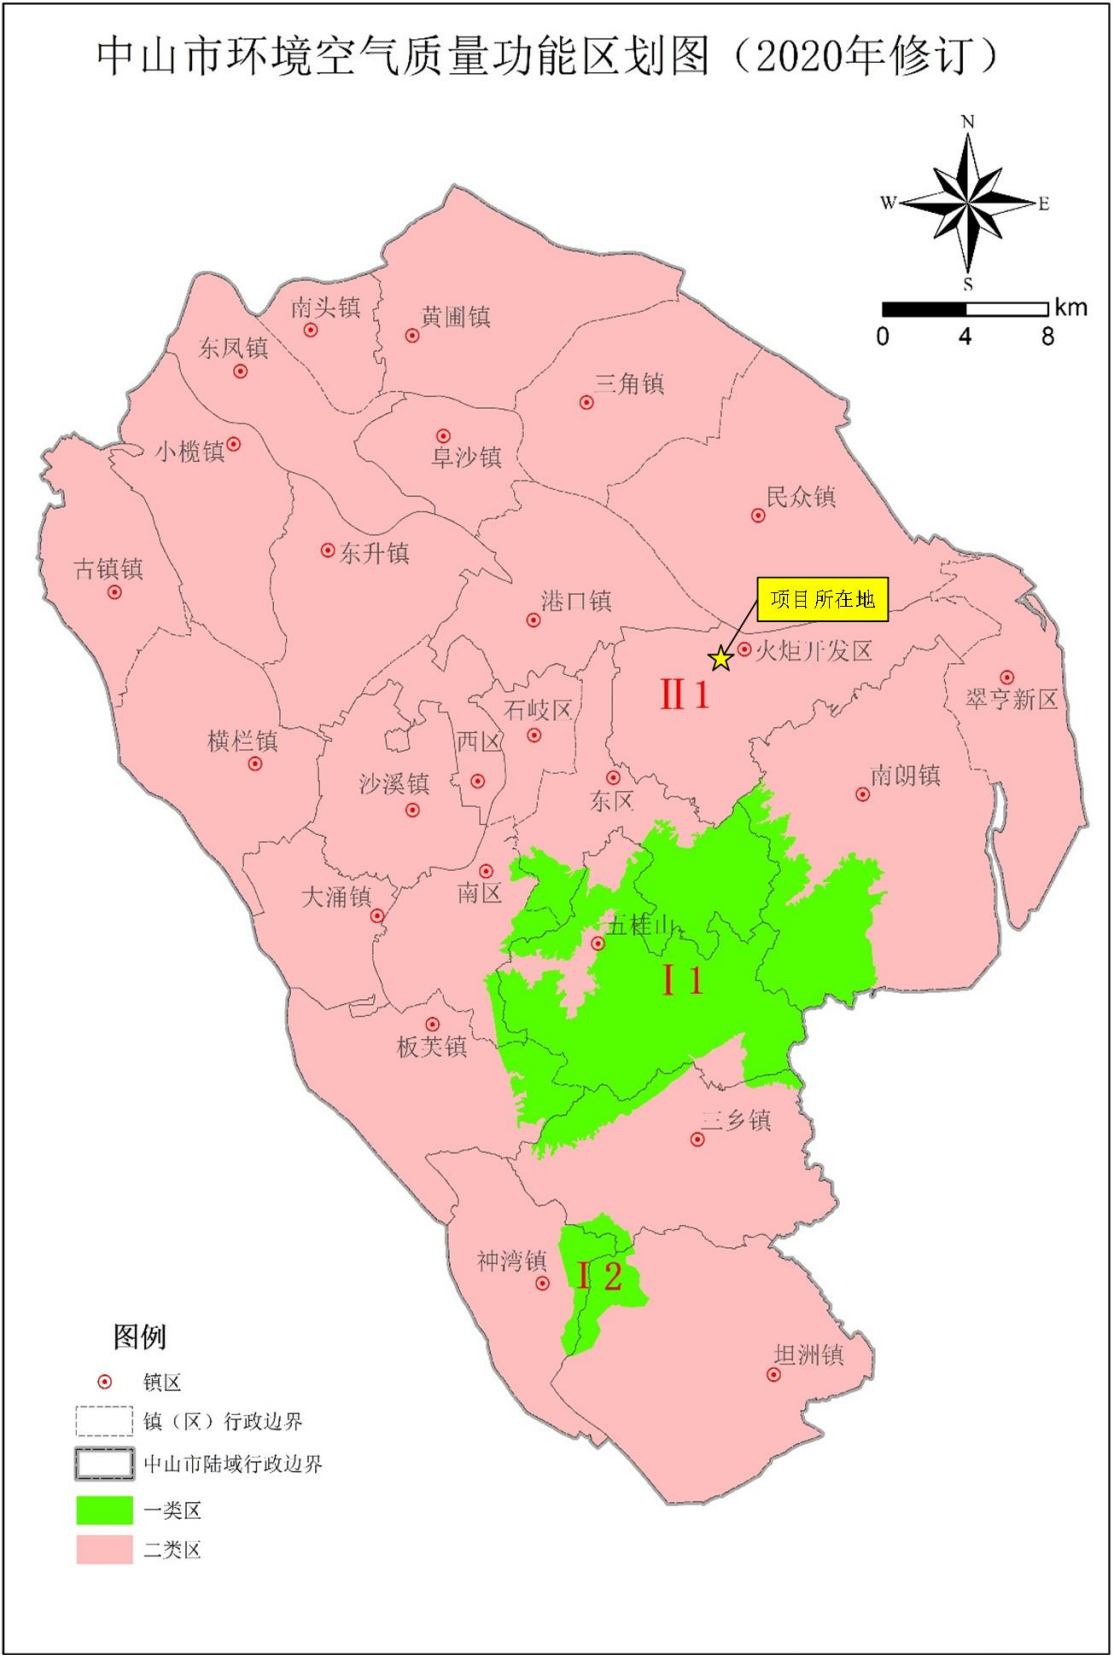 中山市环境空气质量功能区划图（2020年修订）
N
W
E
S
km
0 4 8
南头镇
黄圃镇
东凤镇
三角镇
小榄镇
阜沙镇
民众镇
东升镇
古镇镇
港口镇
项目所在地
火炬开发区
Ⅱ1
翠亨新区
石岐区
西区
横栏镇
沙溪镇
东区
南朗镇
大涌镇
南区
五桂山
Ⅰ1
板芙镇
三乡镇
神湾镇
Ⅰ2
坦洲镇
图例
镇区
镇（区）行政边界
中山市陆域行政边界
一类区
二类区